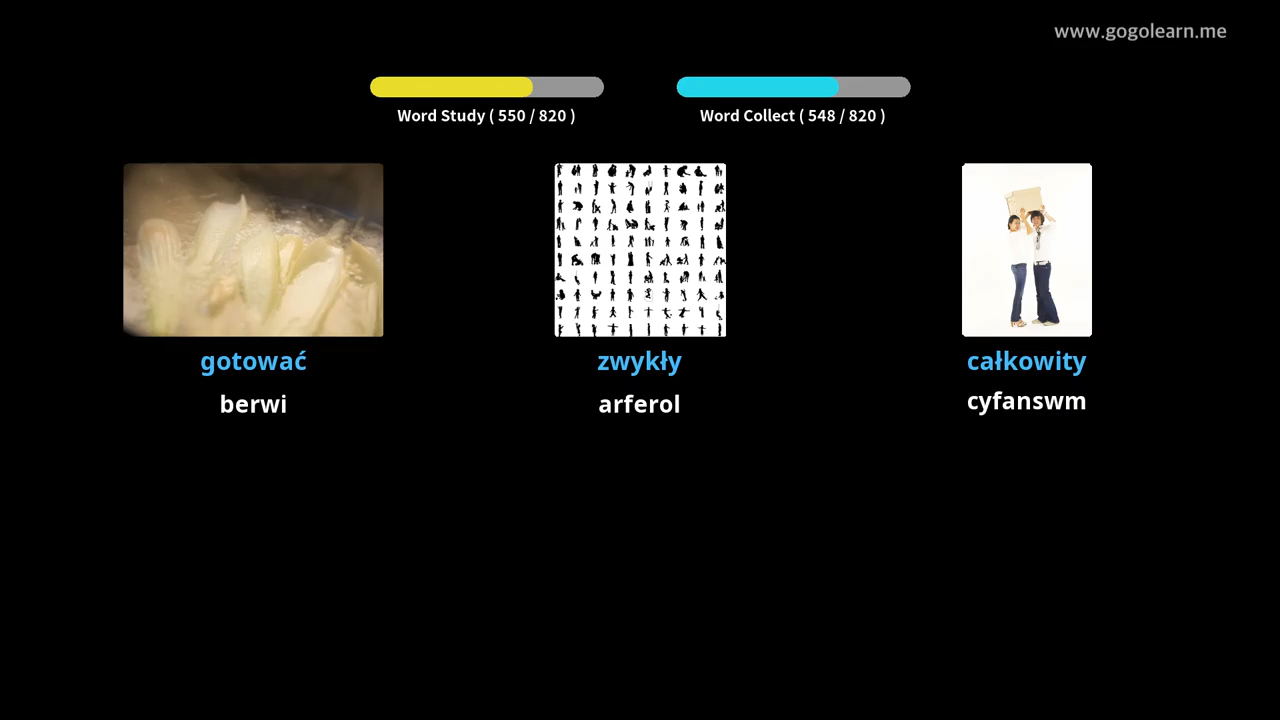 www.gogolearn.me
Word Study ( 550 / 820 )
Word Collect ( 548 / 820 )
gotować
zwykły
całkowity
berwi
arferol
cyfanswm